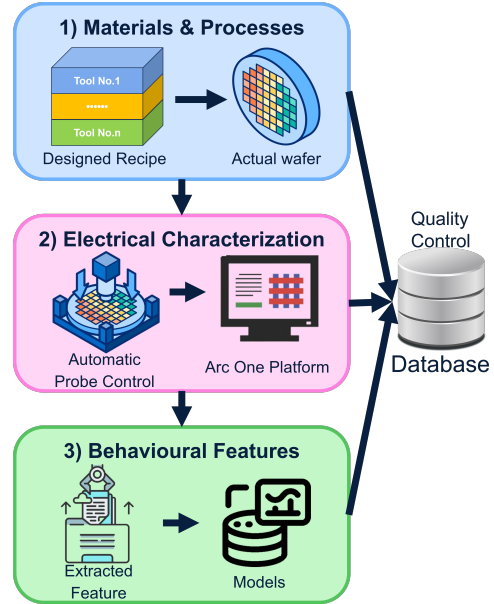 1) Materials & Processes
Tool No.1
......
Tool No.n
Designed Recipe
Actual wafer
2) Electrical Characterization
Automatic
Probe Control
Arc One Platform
3) Behavioural Features
Extracted
Feature
Models
Quality
Control
Database